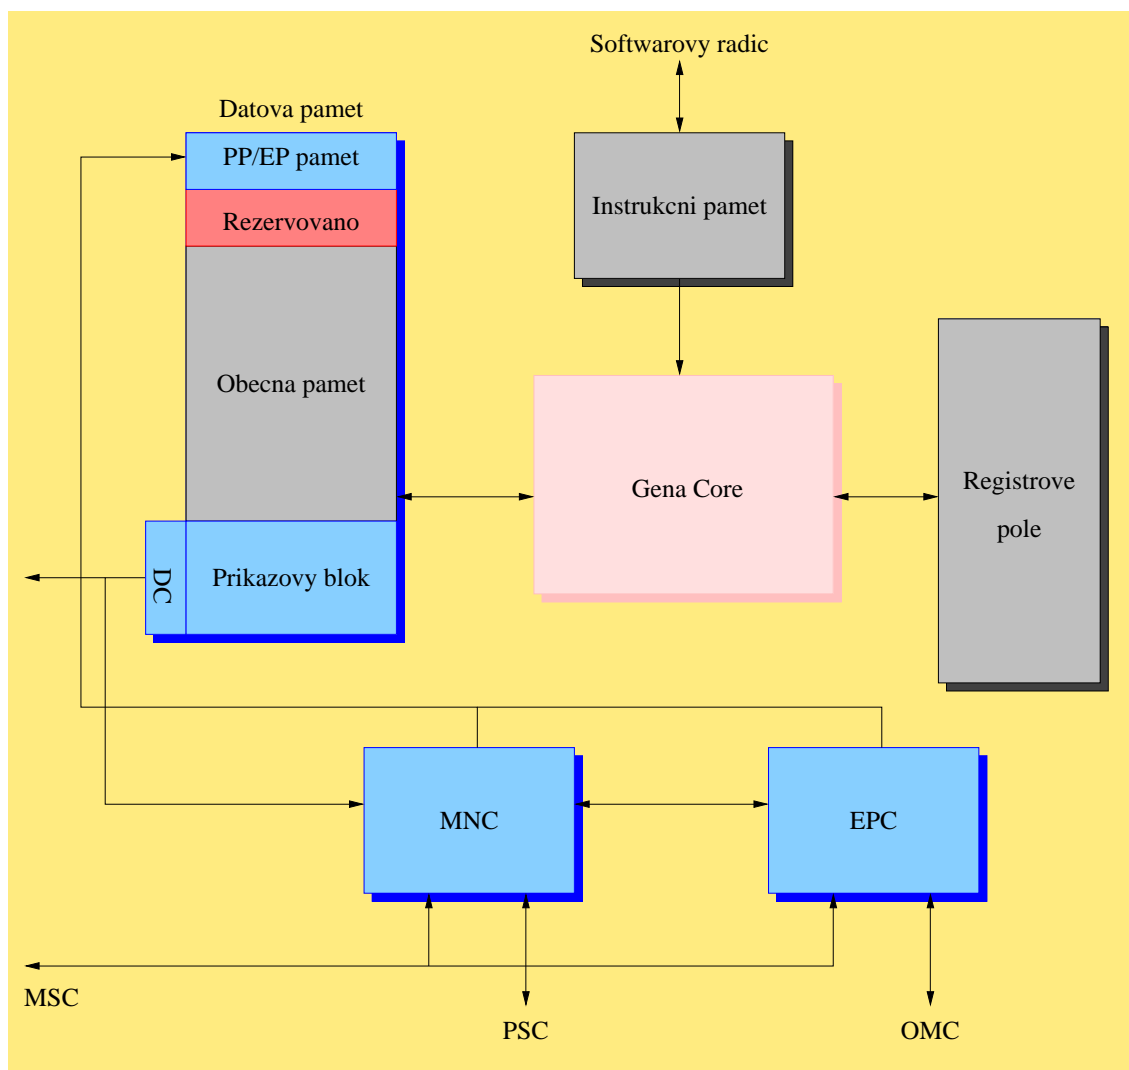 Softwarovy radic
Datova pamet
PP/EP pamet
Instrukcni pamet
Rezervovano
Obecna pamet
Gena Core
Registrove
pole
DC
Prikazovy blok
MNC
EPC
MSC
PSC
OMC